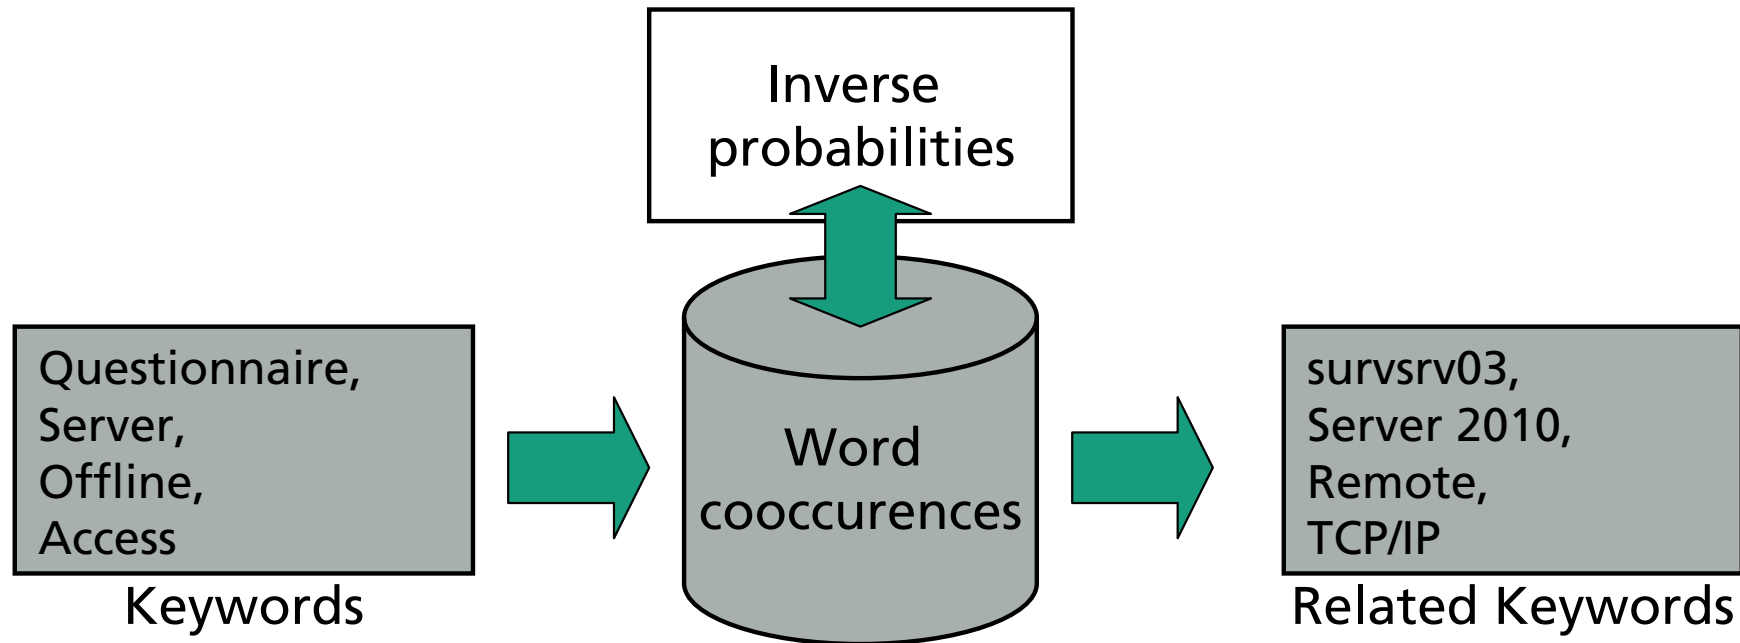 Inverse
probabilities
Questionnaire,
Server,
Offline,
Access
Keywords
Word
cooccurences
survsrv03,
Server 2010,
Remote,
TCP/IP
Related Keywords